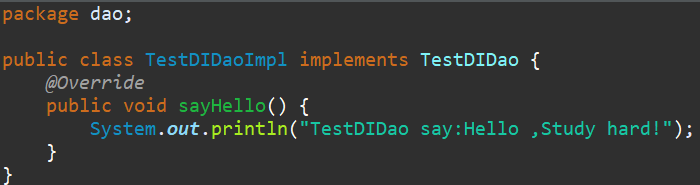 package dao;
public class TestDIDaoImpl implements TestDIDao {
@Override
public void sayHello() {
System.out.println("TestDIDao say:Hello ,Study hard!");
}
}